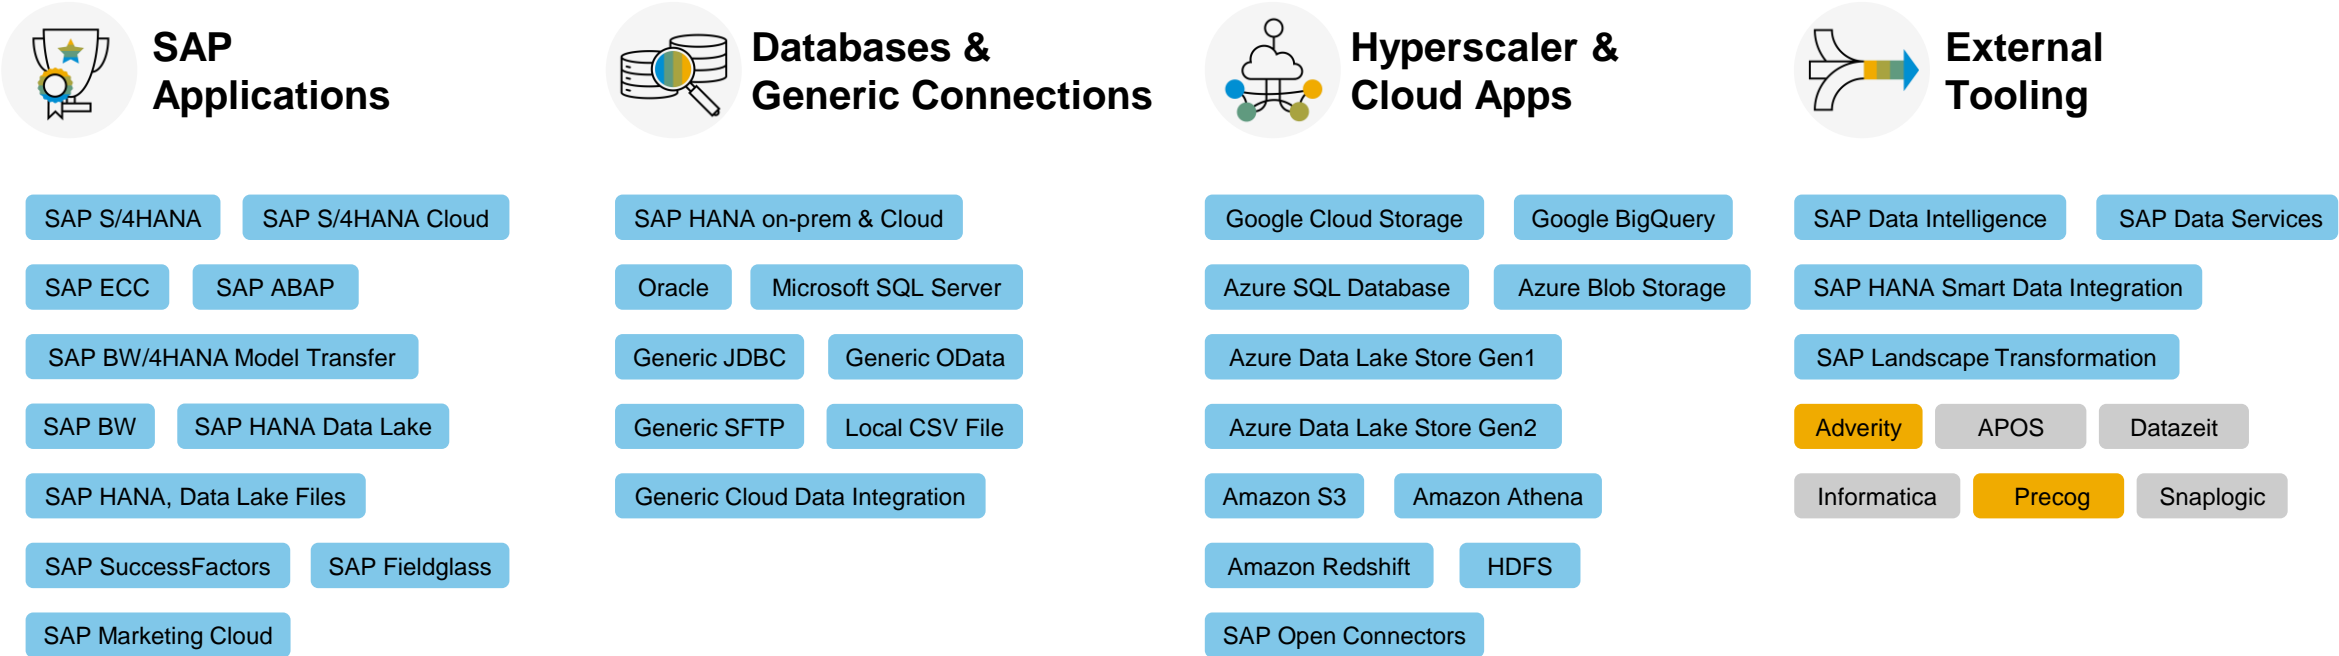 SAP
Applications
SAP S/4HANA
SAP S/4HANA Cloud
SAP ECC
SAP ABAP
SAP BW/4HANA Model Transfer
SAP BW
SAP HANA Data Lake
SAP HANA, Data Lake Files
SAP SuccessFactors
SAP Fieldglass
SAP Marketing Cloud
Databases &
Generic Connections
SAP HANA on-prem & Cloud
Oracle
Microsoft SQL Server
Generic JDBC
Generic OData
Generic SFTP
Local CSV File
Generic Cloud Data Integration
Hyperscaler &
Cloud Apps
Google Cloud Storage
Google BigQuery
Azure SQL Database
Azure Blob Storage
Azure Data Lake Store Gen1
Azure Data Lake Store Gen2
Amazon S3
Amazon Athena
Amazon Redshift
HDFS
SAP Open Connectors
External
Tooling
SAP Data Intelligence
SAP Data Services
SAP HANA Smart Data Integration
SAP Landscape Transformation
Adverity
APOS
Datazeit
Informatica
Precog
Snaplogic